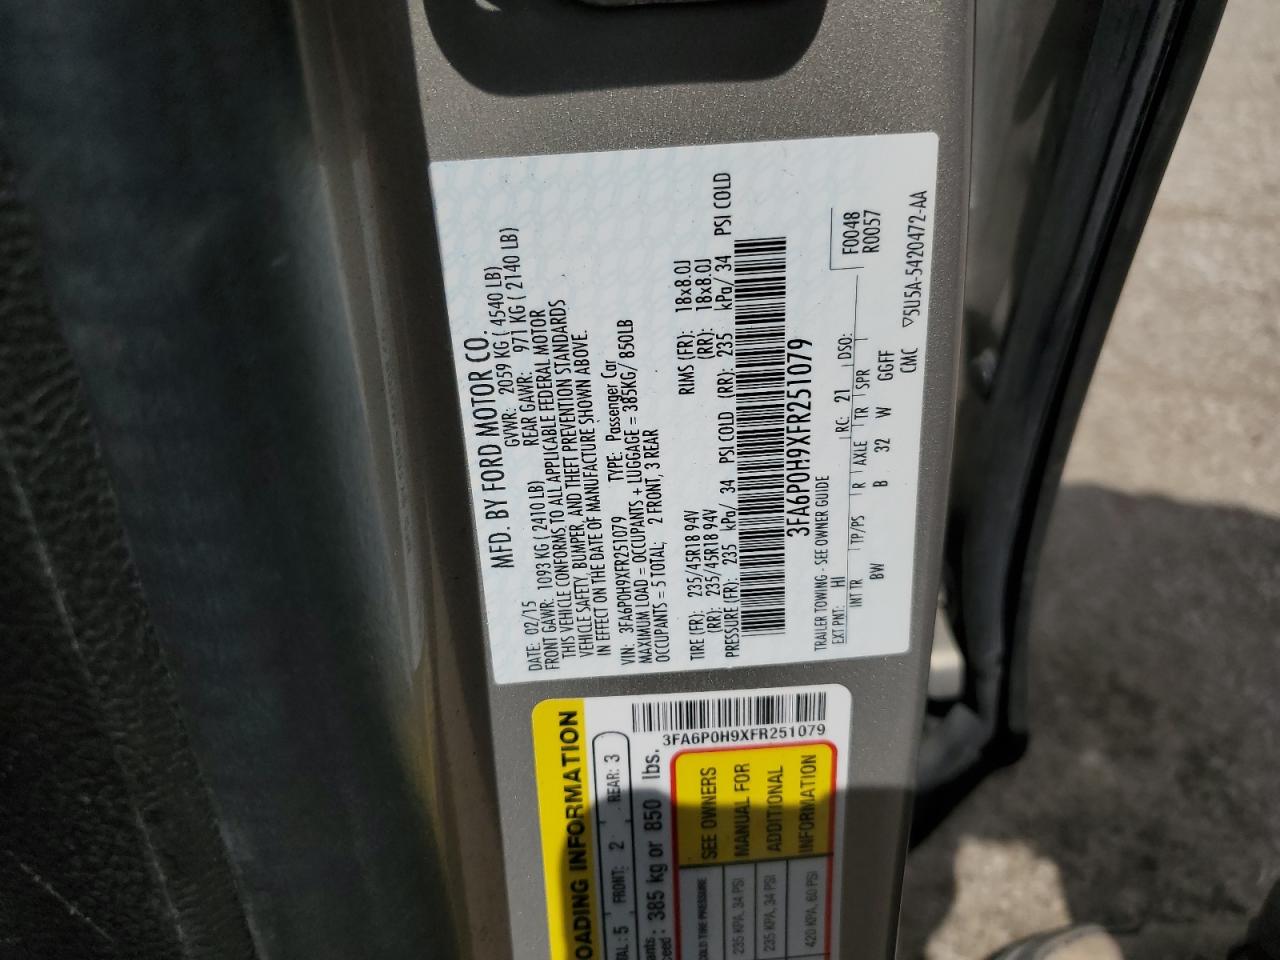 MFD. BY FORD MOTOR CO.
DATE: 02/15 GVWR: 2059 KG ( 4540 LB)
FRONT GAWR: 1093 KG ( 2410 LB) REAR GAWR: 971 KG ( 2140 LB)
THIS VEHICLE CONFORMS TO ALL APPLICABLE FEDERAL MOTOR
VEHICLE SAFETY, BUMPER, AND THEFT PREVENTION STANDARDS
IN EFFECT ON THE DATE OF MANUFACTURE SHOWN ABOVE.
VIN: 3FA6P0H9XFR251079 TYPE: Passenger Car
MAXIMUM LOAD = OCCUPANTS + LUGGAGE = 385KG/ 850LB
OCCUPANTS = 5 TOTAL; 2 FRONT, 3 REAR
TIRE (FR): 235/45R18 94V RIMS (FR): 18x8.0J
(RR): 235/45R18 94V (RR): 18x8.0J
PRESSURE (FR): 235 kPa/ 34 PSI COLD (RR): 235 kPa/ 34 PSI COLD
3FA6P0H9XFR251079
TRAILER TOWING - SEE OWNER GUIDE
EXT PNT: HI RC: 21 DSO: F0048
R0057
INT TR TP/PS R AXLE TR SPR
BW B 32 W GGFF
CMC ▽5U5A-5420472-AA
3FA6P0H9XFR251079
OADING INFORMATION
TAL: 5 FRONT: 2 REAR: 3
ants :
ceed : 385 kg or 850 lbs.
COLD TIRE PRESSURE
235 KPA, 34 PSI
235 KPA, 34 PSI
420 KPA, 60 PSI
SEE OWNERS
MANUAL FOR
ADDITIONAL
INFORMATION